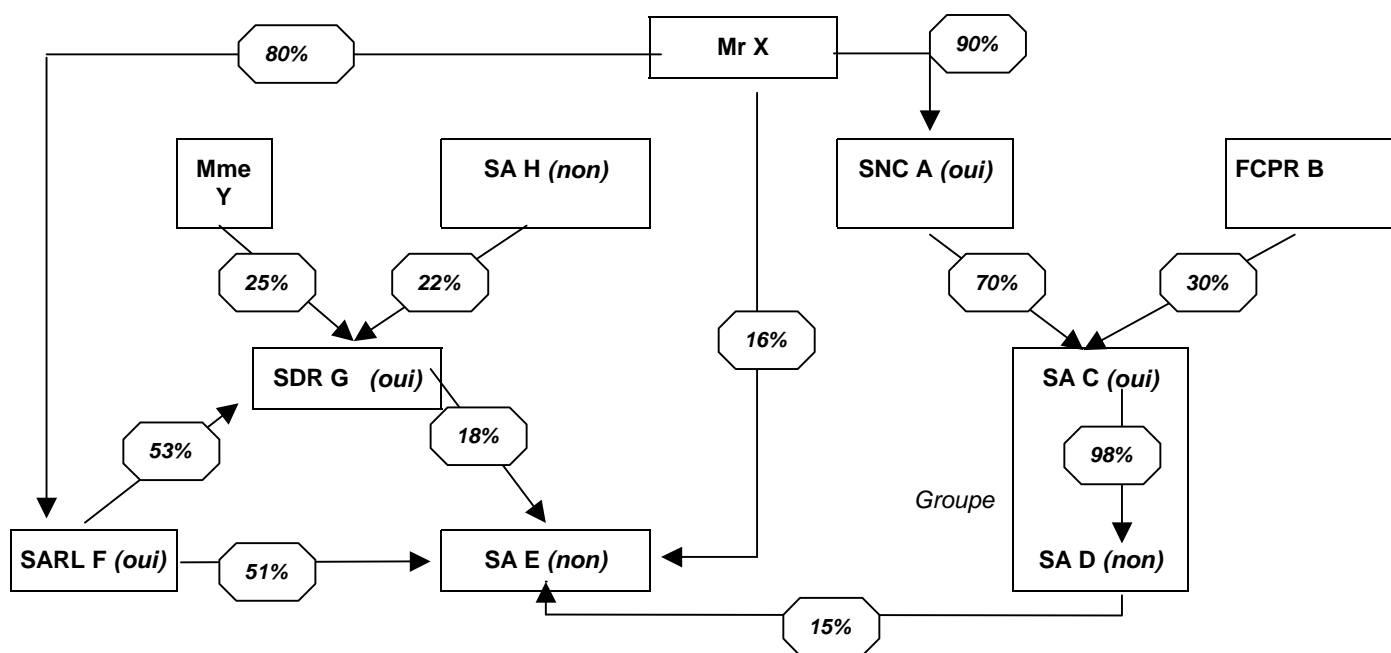 80%
Mr X
90%
Mme
Y
SA H (non)
SNC A (oui)
FCPR B
25%
22%
70%
30%
16%
SDR G (oui)
SA C (oui)
53%
18%
98%
Groupe
SARL F (oui)
51%
SA E (non)
SA D (non)
15%